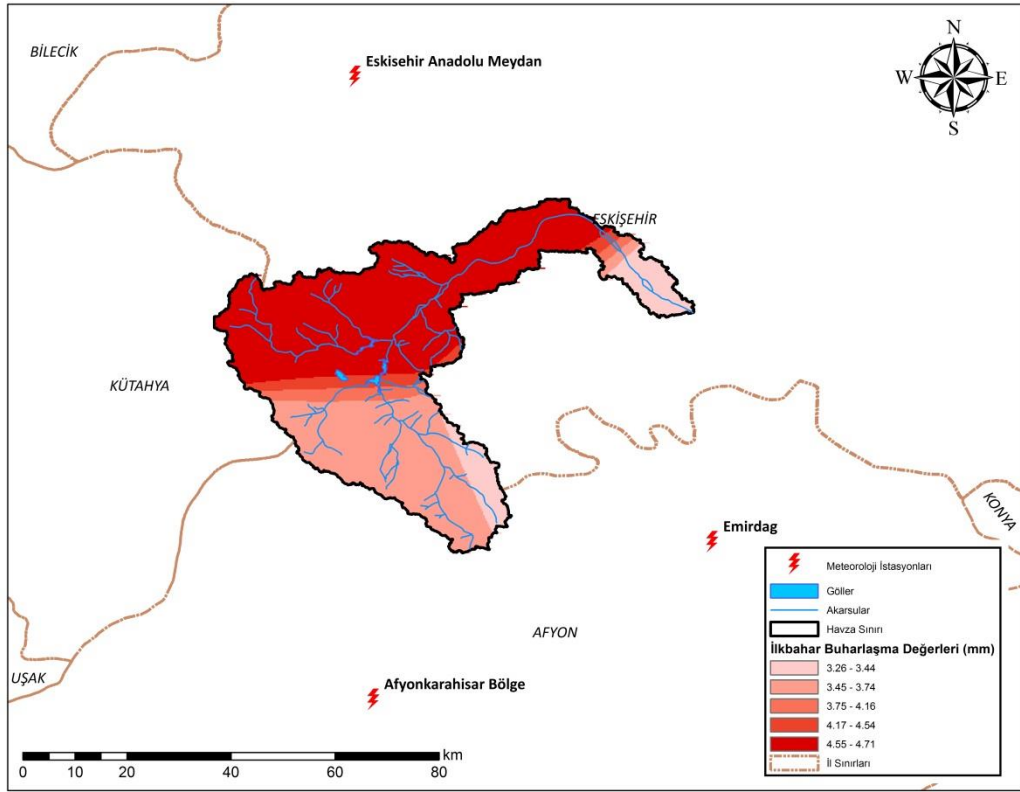 BİLECİK
Eskisehir Anadolu Meydan
N
W E
S
ESKİŞEHİR
KÜTAHYA
KONYA
Emirdag
AFYON
UŞAK
Afyonkarahisar Bölge
km
0 10 20 40 60 80
Meteoroloji İstasyonları
Göller
Akarsular
Havza Sınırı
İlkbahar Buharlaşma Değerleri (mm)
3.26 - 3.44
3.45 - 3.74
3.75 - 4.16
4.17 - 4.54
4.55 - 4.71
İl Sınırları